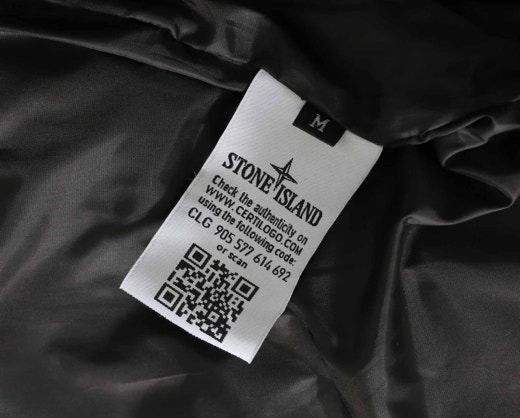 M
STONE ISLAND
Check the authenticity on
WWW.CERTILOGO.COM
using the following code:
CLG 905 577 614 692
or scan